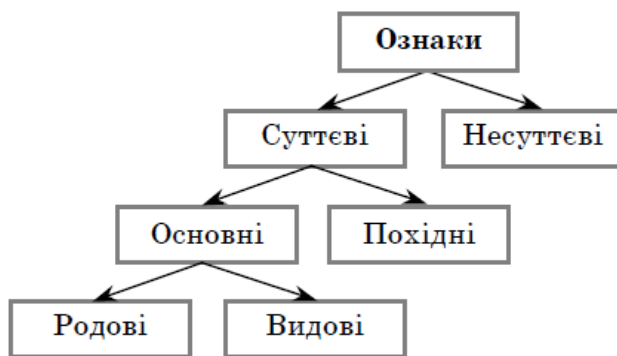 Ознаки
Суттєві
Несуттєві
Основні
Похідні
Родові
Видові